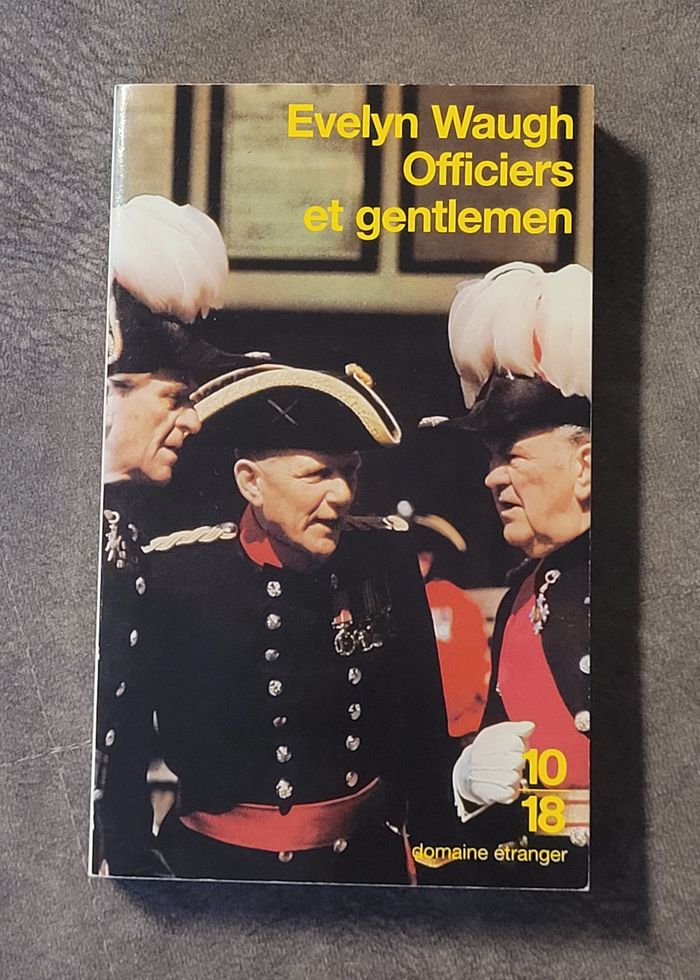 Evelyn Waugh
Officiers
et gentlemen
10
18
domaine étranger